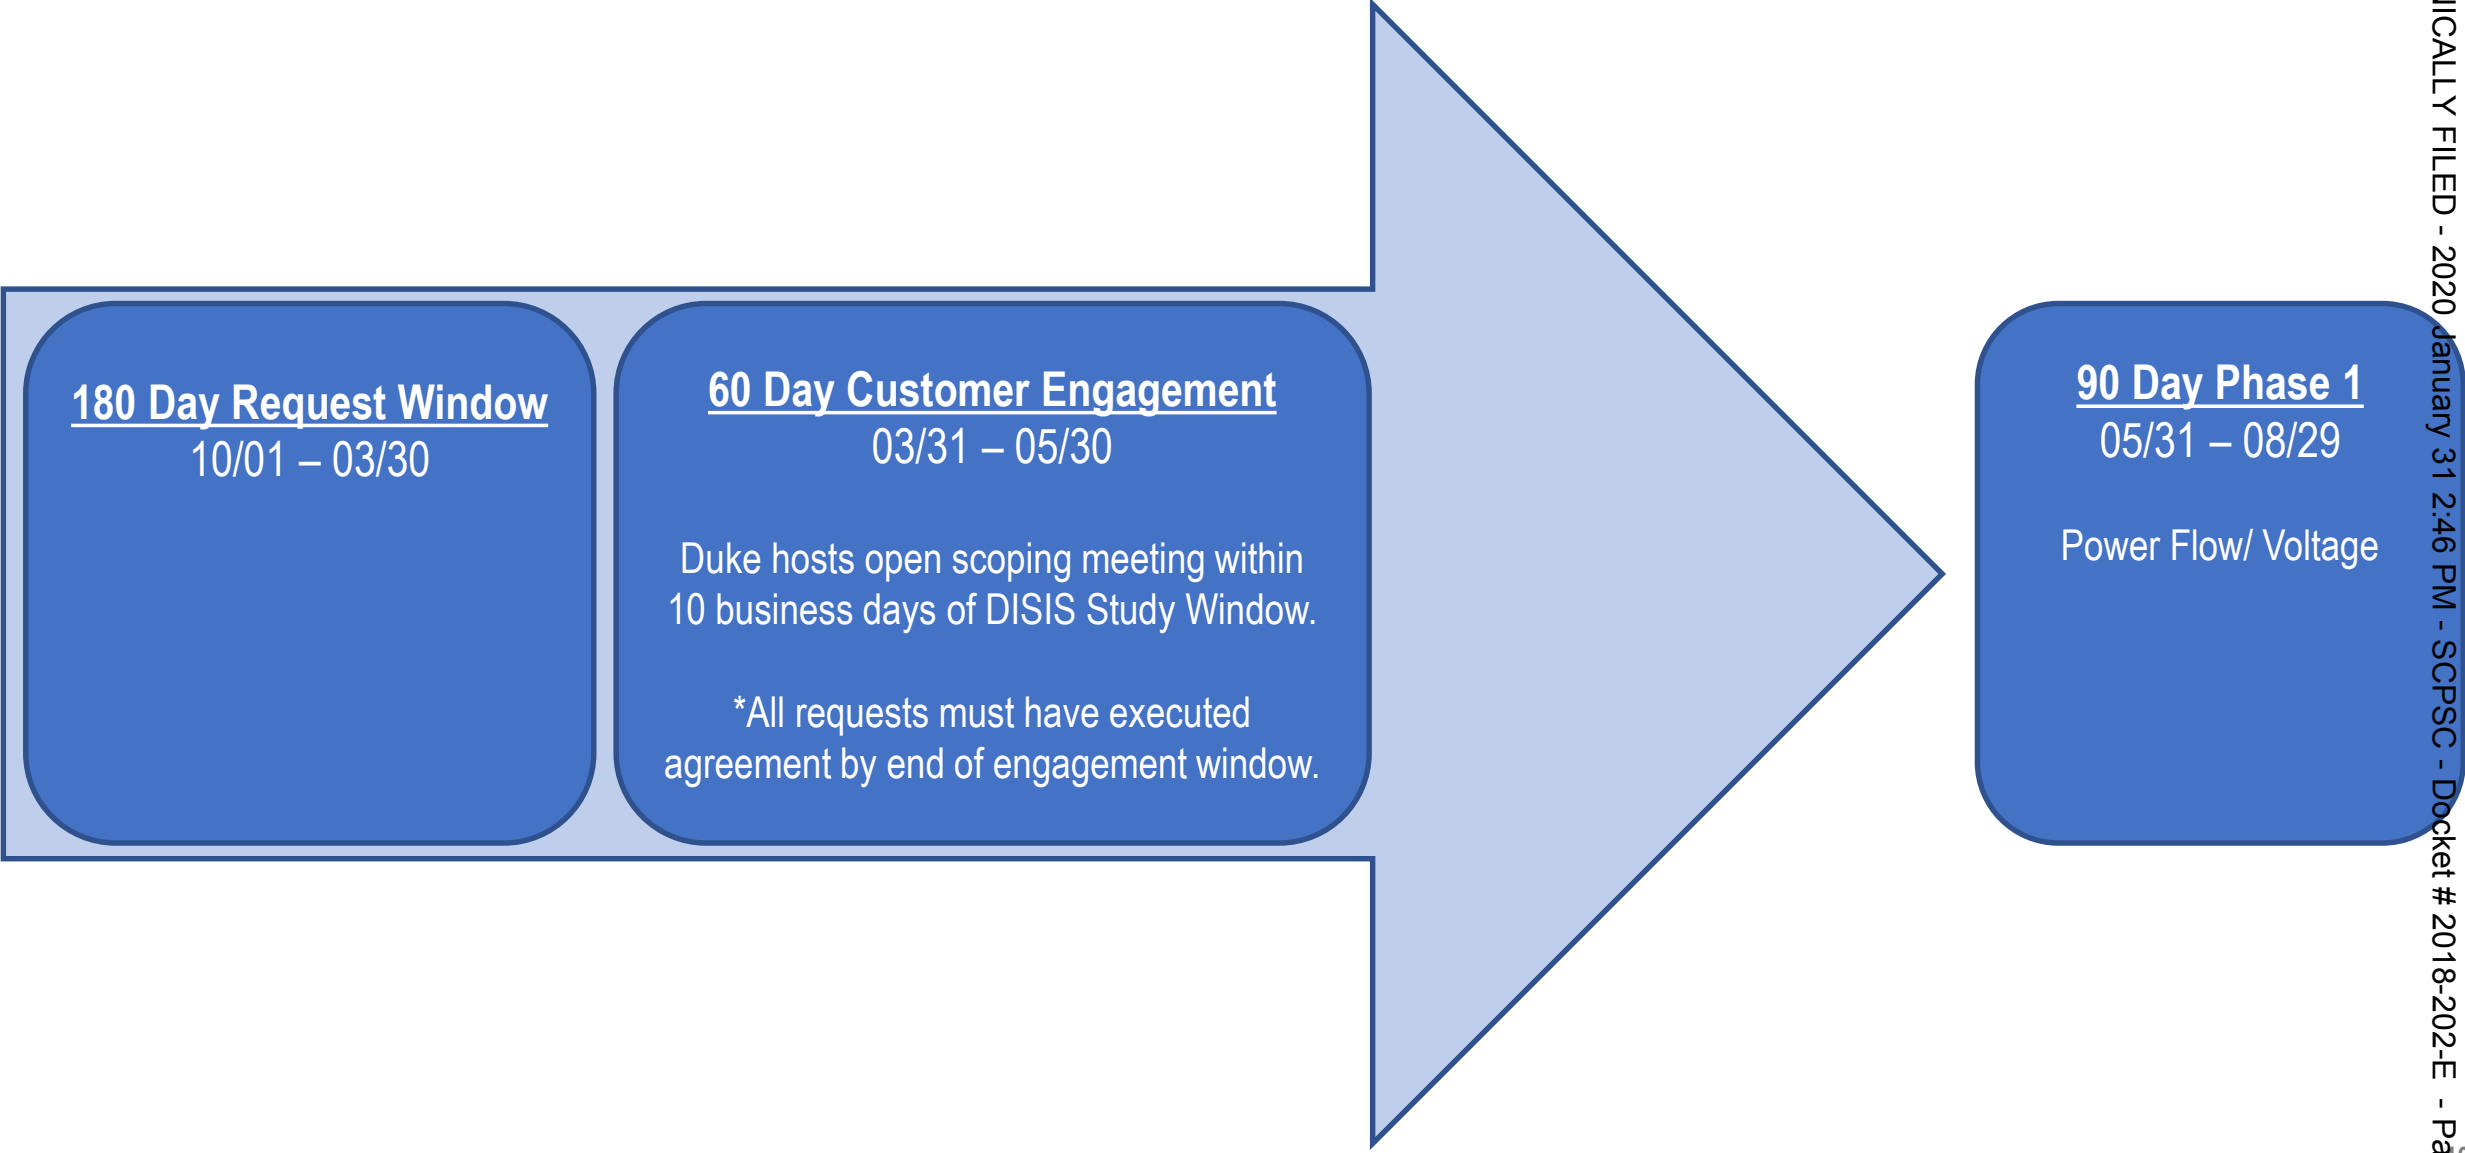 180 Day Request Window
10/01 – 03/30
60 Day Customer Engagement
03/31 – 05/30
Duke hosts open scoping meeting within
10 business days of DISIS Study Window.
*All requests must have executed
agreement by end of engagement window.
90 Day Phase 1
05/31 – 08/29
Power Flow/ Voltage
FILED - 2020 January 31 2:46 PM - SCPSC - Docket # 2018-202-E -